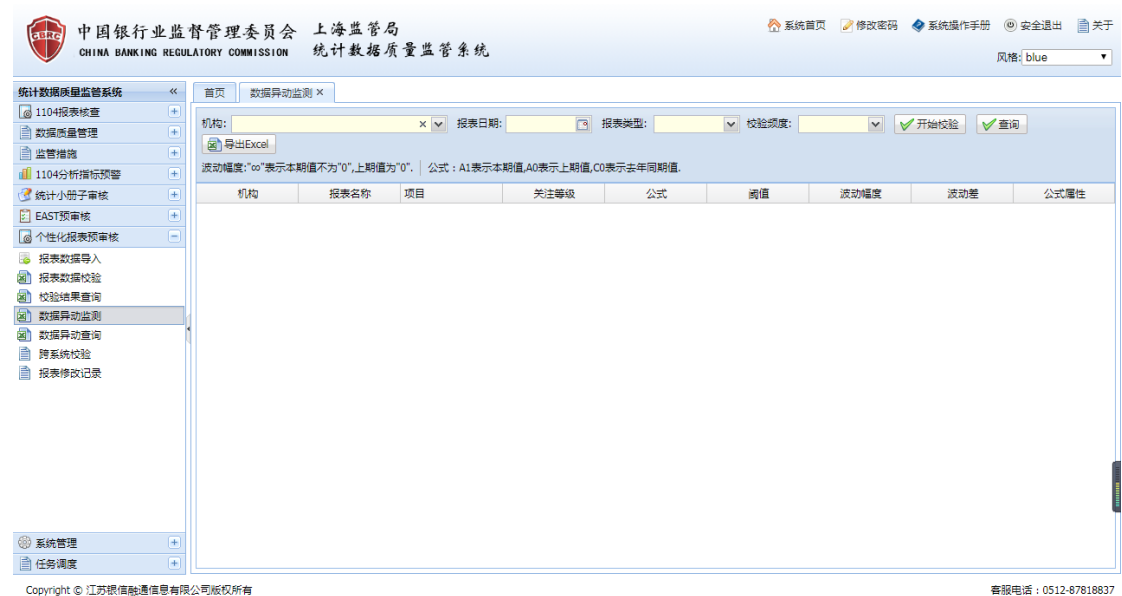 CBRC
中国银行业监督管理委员会 上海监管局
CHINA BANKING REGULATORY COMMISSION 统计数据质量监管系统
系统首页 修改密码 系统操作手册 安全退出 关于
风格: blue
统计数据质量监管系统 «
1104报表核查
数据质量管理
监管措施
1104分析指标预警
统计小册子审核
EAST预审核
个性化报表预审核
报表数据导入
报表数据校验
校验结果查询
数据异动监测
数据异动查询
跨系统校验
报表修改记录
系统管理
任务调度
首页 数据异动监测 ×
机构: × 报表日期: 报表类型: 校验频度: 开始校验 查询
导出Excel
波动幅度:"∞"表示本期值不为"0",上期值为"0". 公式：A1表示本期值,A0表示上期值,C0表示去年同期值.
机构 报表名称 项目 关注等级 公式 阈值 波动幅度 波动差 公式属性
Copyright © 江苏银信融通信息有限公司版权所有 客服电话：0512-87818837